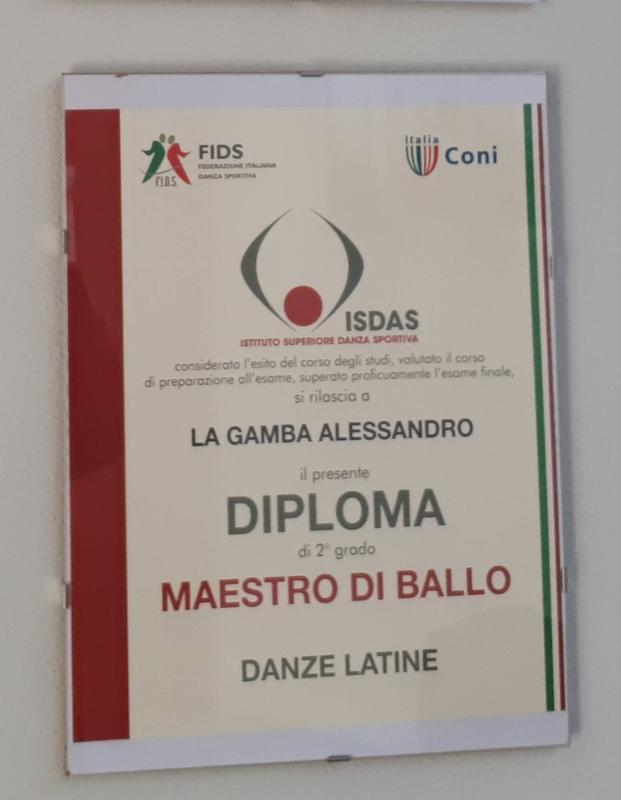 F.I.D.S.
FIDS
FEDERAZIONE ITALIANA
DANZA SPORTIVA
Italia
Coni
ISDAS
ISTITUTO SUPERIORE DANZA SPORTIVA
considerato l'esito del corso degli studi, valutato il corso
di preparazione all'esame, superato proficuamente l'esame finale,
si rilascia a
LA GAMBA ALESSANDRO
il presente
DIPLOMA
di 2° grado
MAESTRO DI BALLO
DANZE LATINE